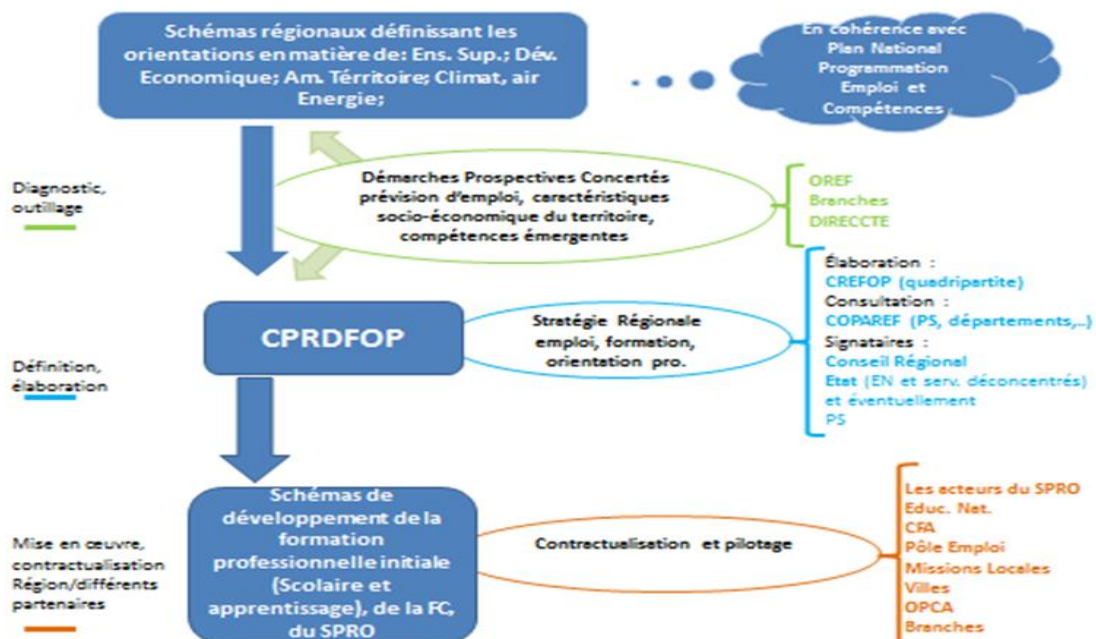 Schémas régionaux définissant les
orientations en matière de: Ens. Sup.; Dév.
Economique; Am. Térritoire; Climat, air
Energie;
En cohérence avec
Plan National
Programmation
Emploi et
Compétences
Diagnostic,
outillage
Démarches Prospectives Concertés
prévision d'emploi, caractéristiques
socio-économique du territoire,
compétences émergentes
OREF
Branches
DIRECCTE
Définition,
élaboration
CPRDFOP
Stratégie Régionale
emploi, formation,
orientation pro.
Élaboration :
CREFOP (quadripartite)
Consultation :
COPAREF (PS, départements,..)
Signataires :
Conseil Régional
Etat (EN et serv. déconcentrés)
et éventuellement
PS
Mise en œuvre,
contractualisation
Région/différents
partenaires
Schémas de
développement de la
formation
professionnelle initiale
(Scolaire et
apprentissage), de la FC,
du SPRO
Contractualisation et pilotage
Les acteurs du SPRO
Educ. Nat.
CFA
Pôle Emploi
Missions Locales
Villes
OPCA
Branches